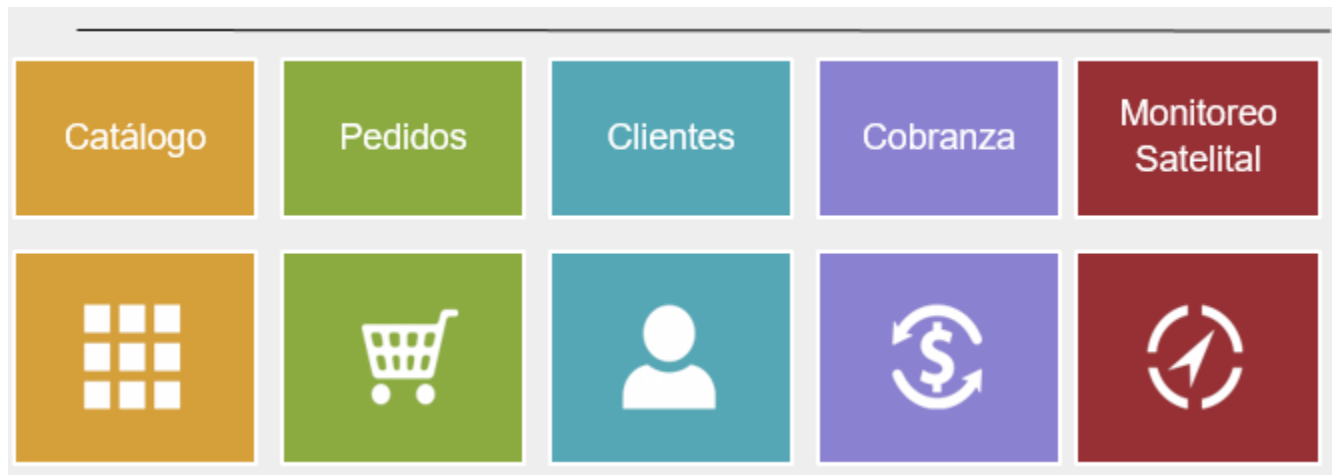 Catálogo
Pedidos
Clientes
Cobranza
Monitoreo
Satelital
$